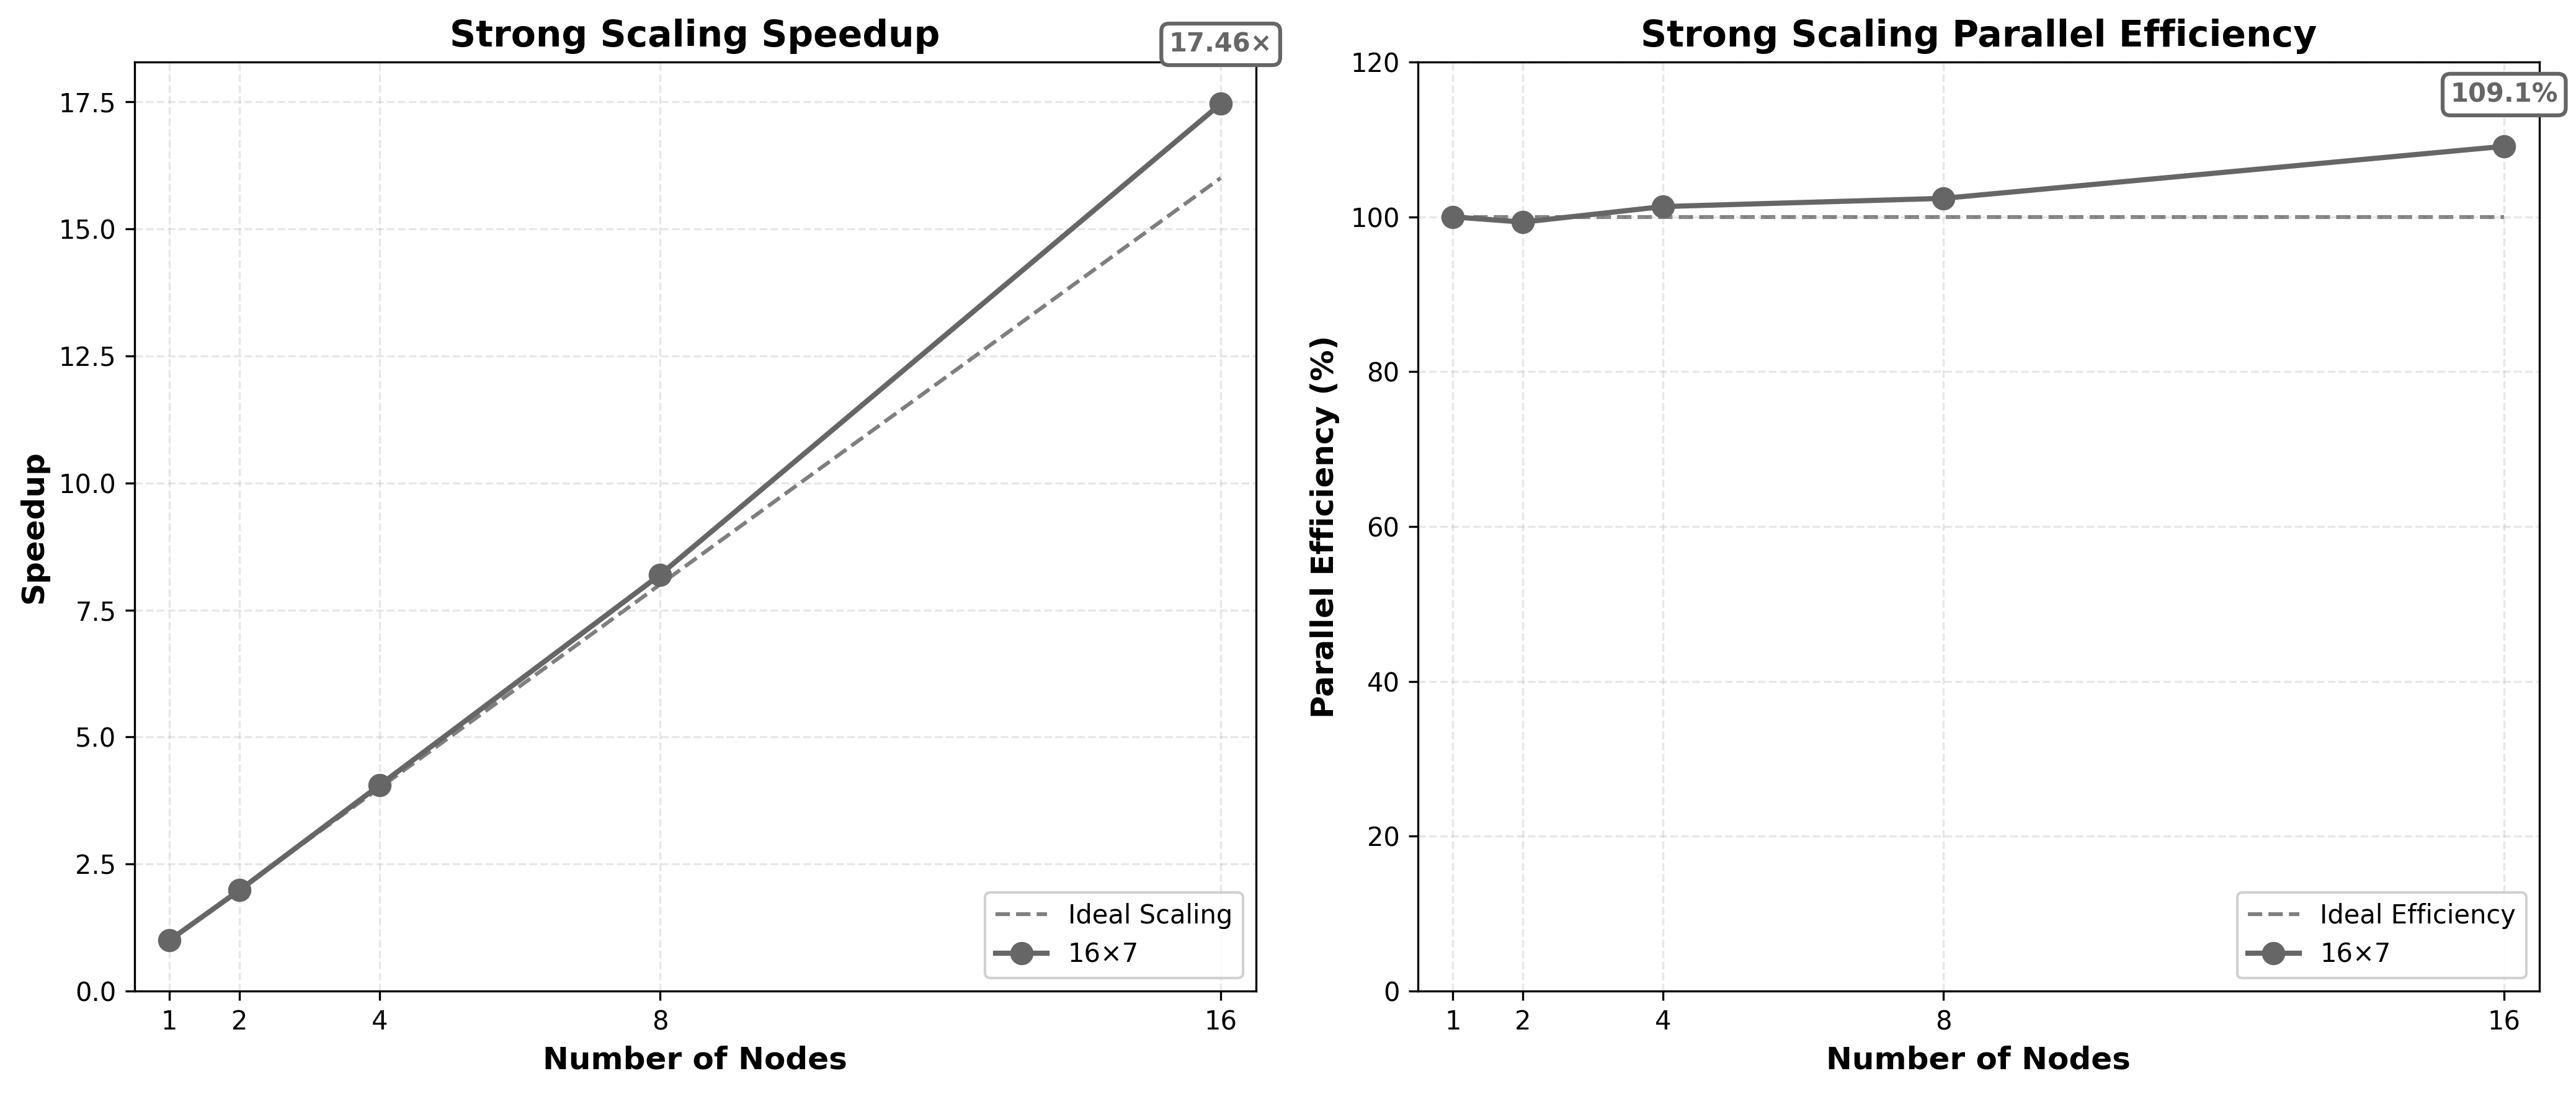 Strong Scaling Speedup
17.46×
17.5
15.0
12.5
10.0
7.5
5.0
2.5
0.0
Speedup
1 2 4 8 16
Number of Nodes
Ideal Scaling
16×7
Strong Scaling Parallel Efficiency
109.1%
120
100
80
60
40
20
0
Parallel Efficiency (%)
1 2 4 8 16
Number of Nodes
Ideal Efficiency
16×7